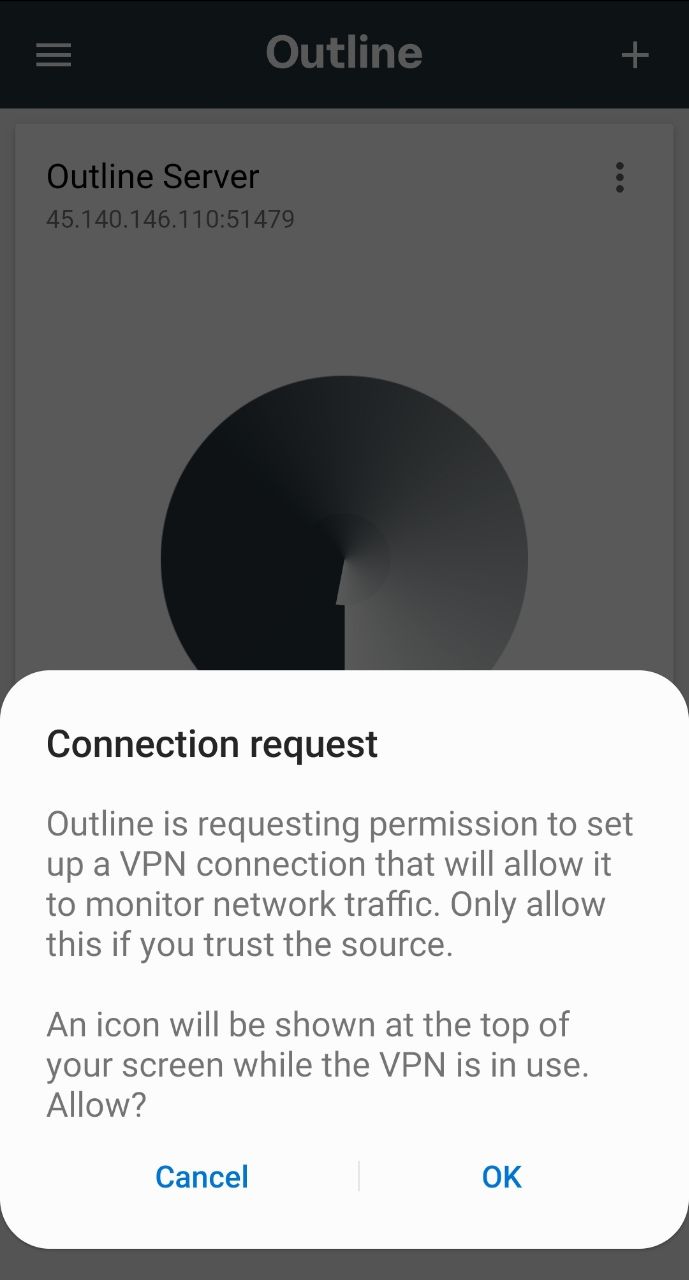 Outline
Outline Server
45.140.146.110:51479
Connection request
Outline is requesting permission to set
up a VPN connection that will allow it
to monitor network traffic. Only allow
this if you trust the source.
An icon will be shown at the top of
your screen while the VPN is in use.
Allow?
Cancel
OK